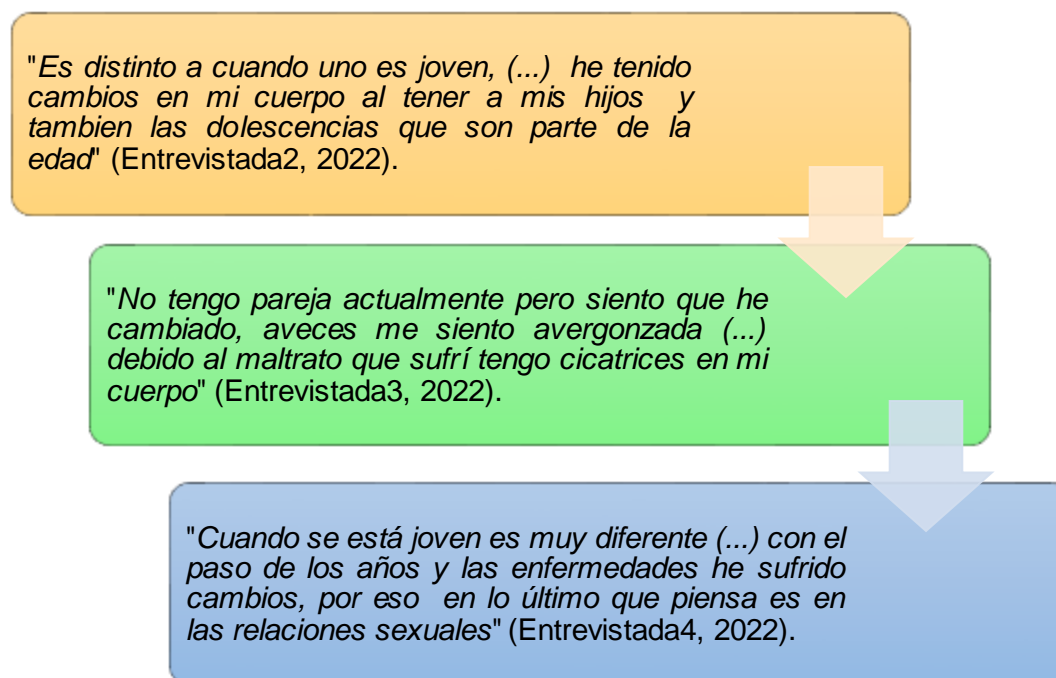 "Es distinto a cuando uno es joven, (...) he tenido
cambios en mi cuerpo al tener a mis hijos y
tambien las dolescencias que son parte de la
edad" (Entrevistada2, 2022).
"No tengo pareja actualmente pero siento que he
cambiado, aveces me siento avergonzada (...)
debido al maltrato que sufrí tengo cicatrices en mi
cuerpo" (Entrevistada3, 2022).
"Cuando se está joven es muy diferente (...) con el
paso de los años y las enfermedades he sufrido
cambios, por eso en lo último que piensa es en
las relaciones sexuales" (Entrevistada4, 2022).